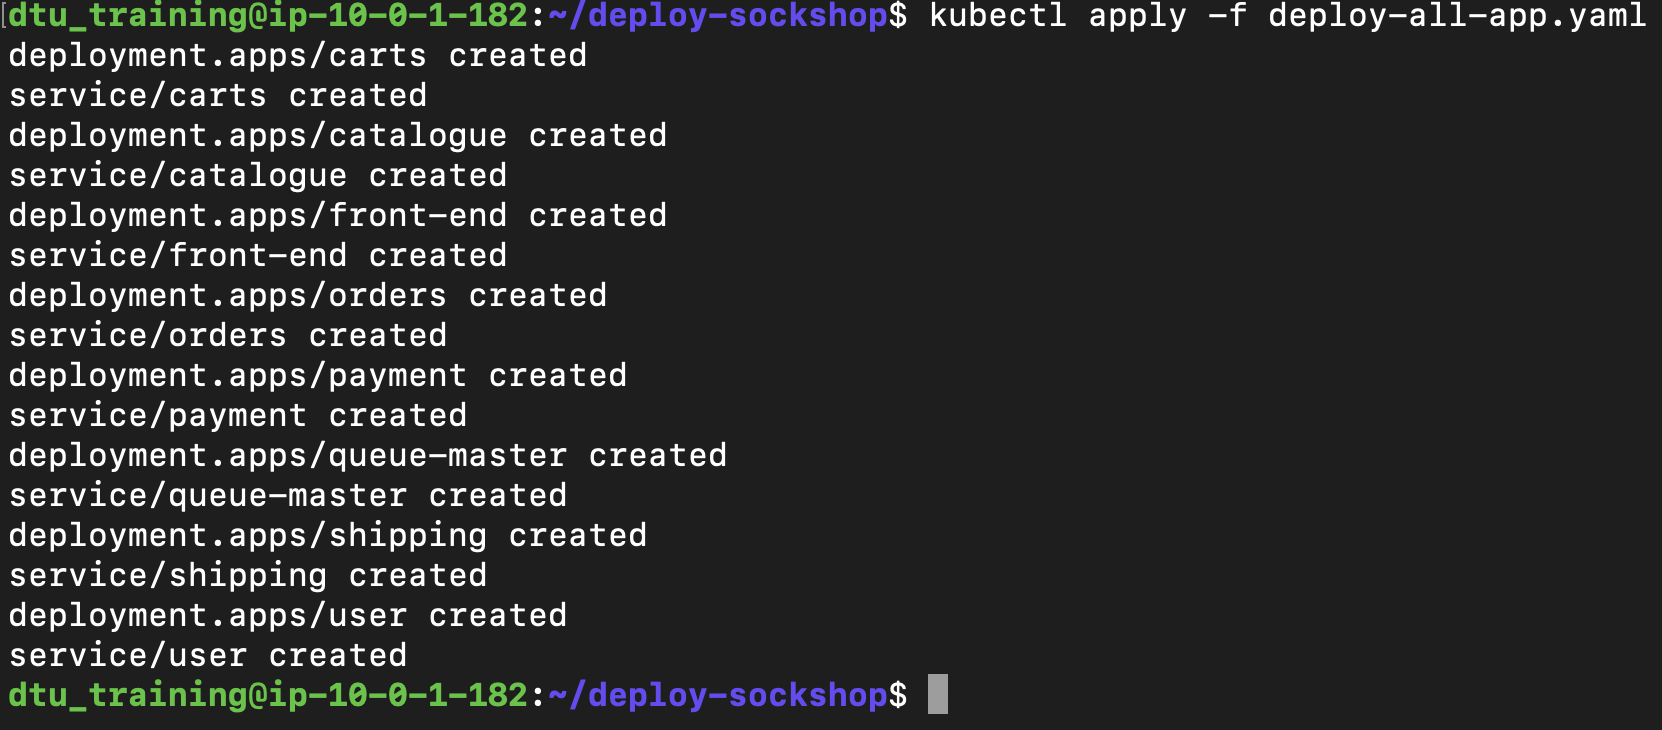 dtu_training@ip-10-0-1-182:~/deploy-sockshop$ kubectl apply -f deploy-all-app.yaml
deployment.apps/carts created
service/carts created
deployment.apps/catalogue created
service/catalogue created
deployment.apps/front-end created
service/front-end created
deployment.apps/orders created
service/orders created
deployment.apps/payment created
service/payment created
deployment.apps/queue-master created
service/queue-master created
deployment.apps/shipping created
service/shipping created
deployment.apps/user created
service/user created
dtu_training@ip-10-0-1-182:~/deploy-sockshop$